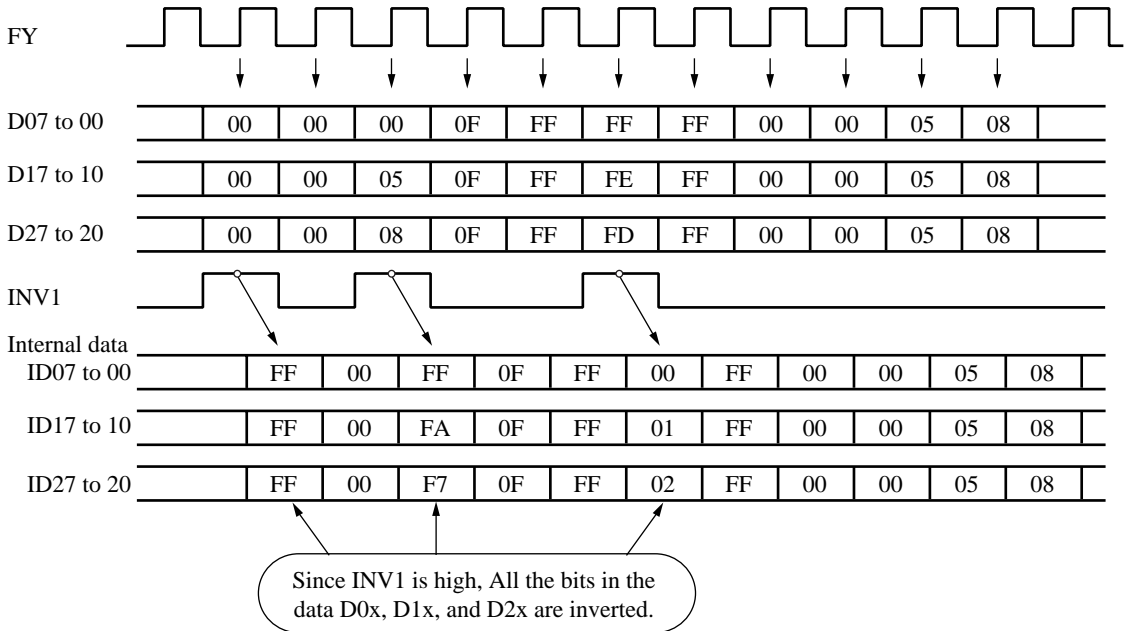 FY
D07 to 00 00 00 00 0F FF FF FF 00 00 05 08
D17 to 10 00 00 05 0F FF FE FF 00 00 05 08
D27 to 20 00 00 08 0F FF FD FF 00 00 05 08
INV1
Internal data
ID07 to 00 FF 00 FF 0F FF 00 FF 00 00 05 08
ID17 to 10 FF 00 FA 0F FF 01 FF 00 00 05 08
ID27 to 20 FF 00 F7 0F FF 02 FF 00 00 05 08
Since INV1 is high, All the bits in the
data D0x, D1x, and D2x are inverted.